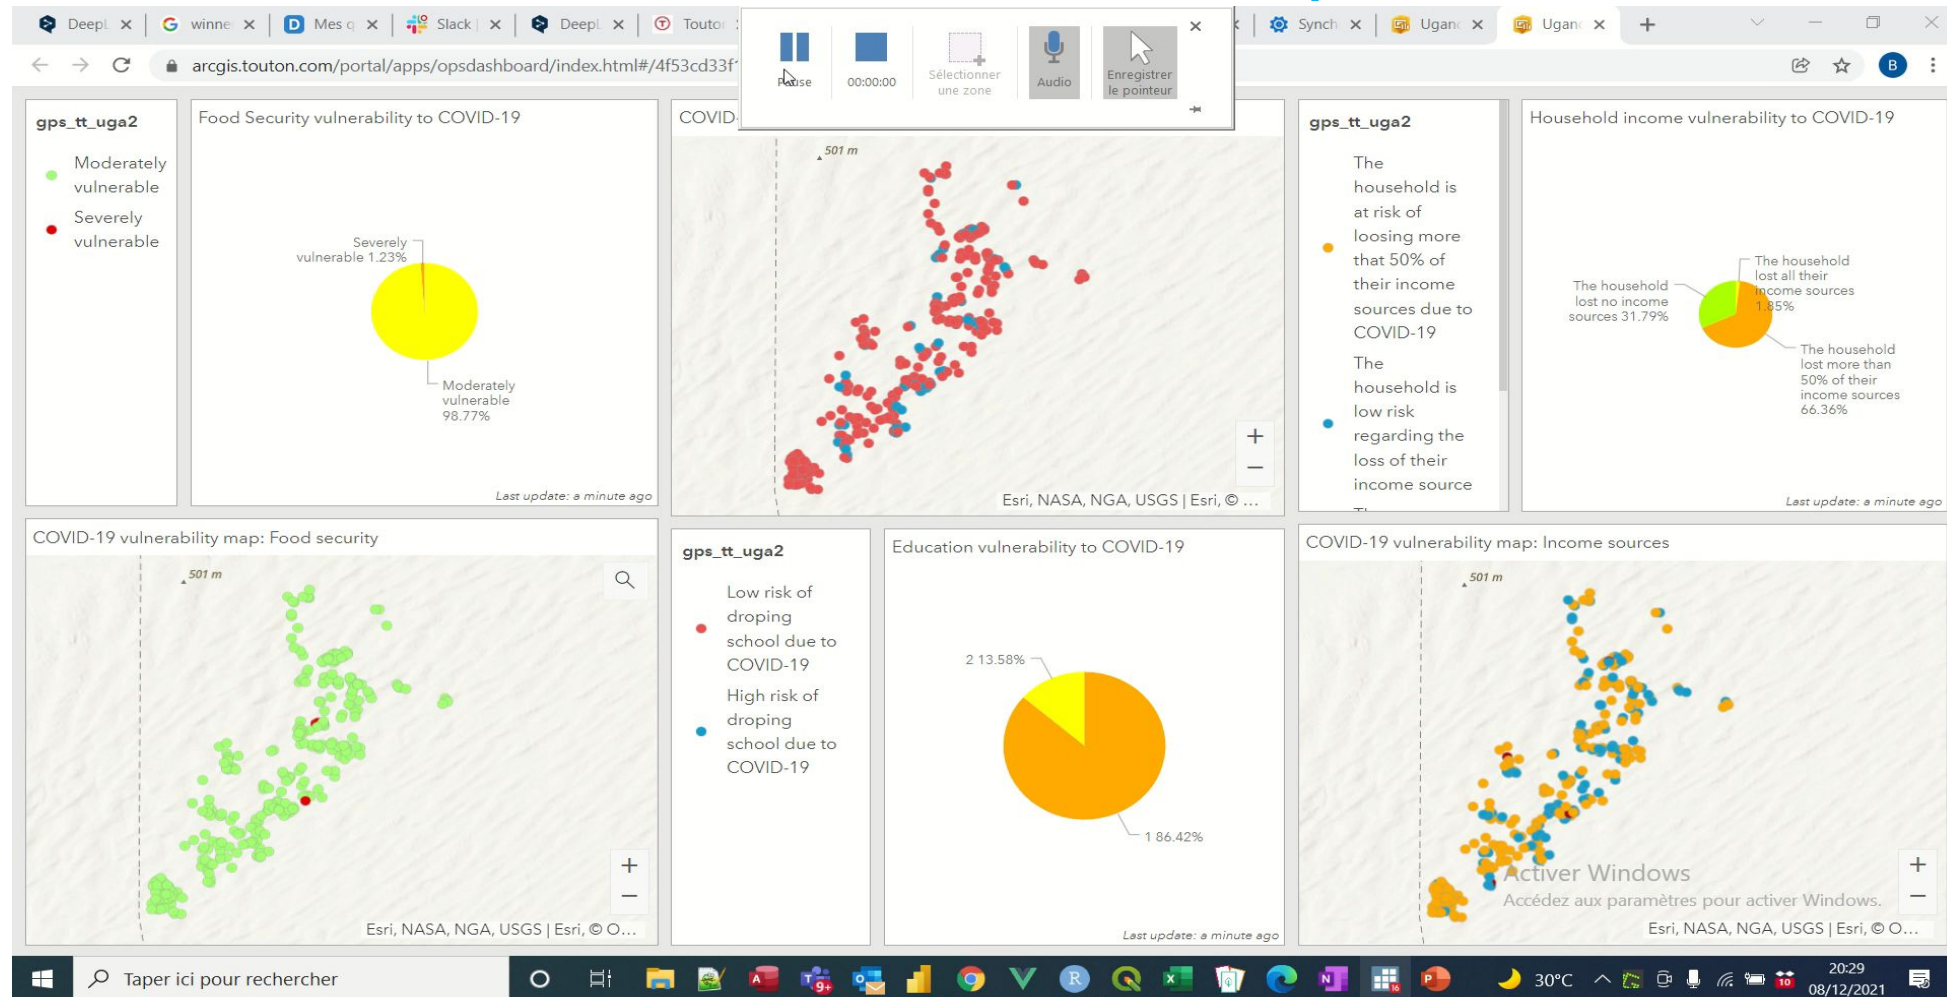 DeepL
winne
Mes q
Slack |
DeepL
Touton
Synch
Ugand
Ugand
arcgis.touton.com/portal/apps/opsdashboard/index.html#/4f53cd33f
B
Pause
00:00:00
Sélectionner
une zone
Audio
Enregistrer
le pointeur
gps_tt_uga2
Moderately
vulnerable
Severely
vulnerable
Food Security vulnerability to COVID-19
Severely
vulnerable 1.23%
Moderately
vulnerable
98.77%
Last update: a minute ago
COVID-
501 m
Esri, NASA, NGA, USGS | Esri, © ...
gps_tt_uga2
The
household is
at risk of
loosing more
that 50% of
their income
sources due to
COVID-19
The
household is
low risk
regarding the
loss of their
income source
Household income vulnerability to COVID-19
The household
lost all their
income sources
1.85%
The household
lost no income
sources 31.79%
The household
lost more than
50% of their
income sources
66.36%
Last update: a minute ago
COVID-19 vulnerability map: Food security
501 m
Esri, NASA, NGA, USGS | Esri, © O...
gps_tt_uga2
Low risk of
droping
school due to
COVID-19
High risk of
droping
school due to
COVID-19
Education vulnerability to COVID-19
2 13.58%
1 86.42%
Last update: a minute ago
COVID-19 vulnerability map: Income sources
501 m
Activer Windows
Accédez aux paramètres pour activer Windows.
Esri, NASA, NGA, USGS | Esri, © O...
Taper ici pour rechercher
9+
30°C
10
16
20:29
08/12/2021